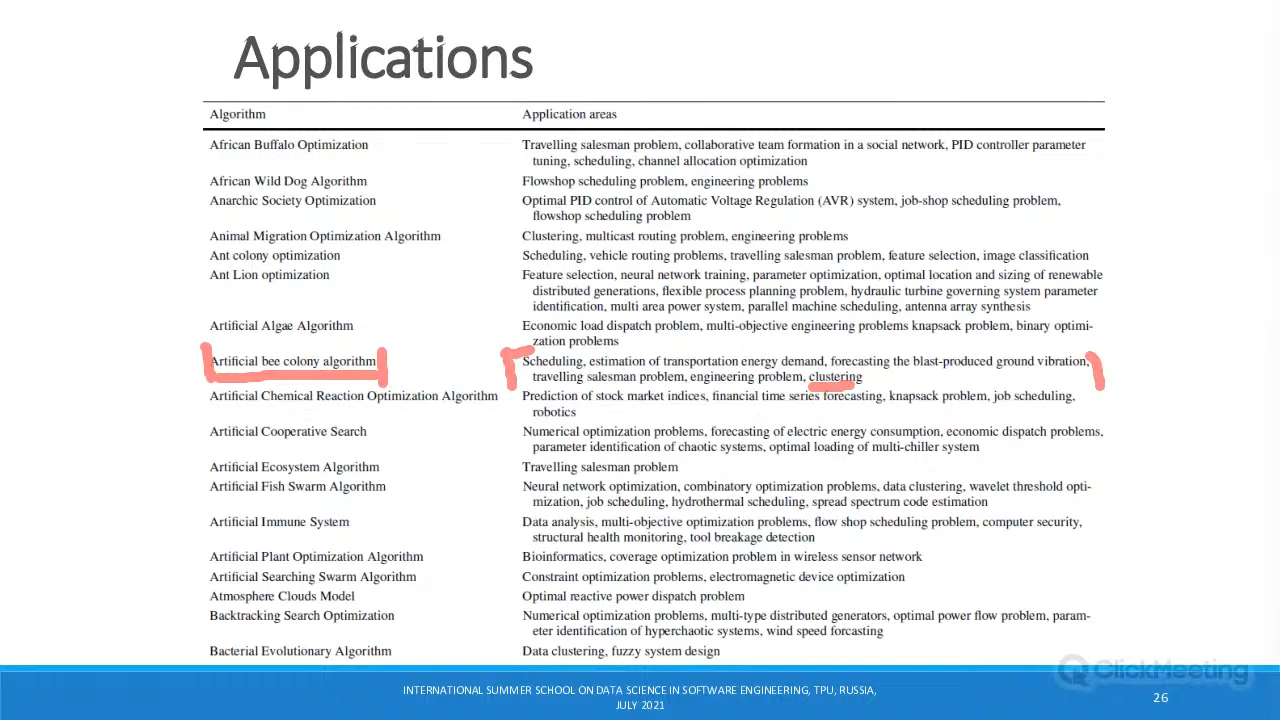 Applications
Algorithm Application areas
African Buffalo Optimization Travelling salesman problem, collaborative team formation in a social network, PID controller parameter
tuning, scheduling, channel allocation optimization
African Wild Dog Algorithm Flowshop scheduling problem, engineering problems
Anarchic Society Optimization Optimal PID control of Automatic Voltage Regulation (AVR) system, job-shop scheduling problem,
flowshop scheduling problem
Animal Migration Optimization Algorithm Clustering, multicast routing problem, engineering problems
Ant colony optimization Scheduling, vehicle routing problems, travelling salesman problem, feature selection, image classification
Ant Lion optimization Feature selection, neural network training, parameter optimization, optimal location and sizing of renewable
distributed generations, flexible process planning problem, hydraulic turbine governing system parameter
identification, multi area power system, parallel machine scheduling, antenna array synthesis
Artificial Algae Algorithm Economic load dispatch problem, multi-objective engineering problems knapsack problem, binary optimi-
zation problems
Artificial bee colony algorithm Scheduling, estimation of transportation energy demand, forecasting the blast-produced ground vibration,
travelling salesman problem, engineering problem, clustering
Artificial Chemical Reaction Optimization Algorithm Prediction of stock market indices, financial time series forecasting, knapsack problem, job scheduling,
robotics
Artificial Cooperative Search Numerical optimization problems, forecasting of electric energy consumption, economic dispatch problems,
parameter identification of chaotic systems, optimal loading of multi-chiller system
Artificial Ecosystem Algorithm Travelling salesman problem
Artificial Fish Swarm Algorithm Neural network optimization, combinatory optimization problems, data clustering, wavelet threshold opti-
mization, job scheduling, hydrothermal scheduling, spread spectrum code estimation
Artificial Immune System Data analysis, multi-objective optimization problems, flow shop scheduling problem, computer security,
structural health monitoring, tool breakage detection
Artificial Plant Optimization Algorithm Bioinformatics, coverage optimization problem in wireless sensor network
Artificial Searching Swarm Algorithm Constraint optimization problems, electromagnetic device optimization
Atmosphere Clouds Model Optimal reactive power dispatch problem
Backtracking Search Optimization Numerical optimization problems, multi-type distributed generators, optimal power flow problem, param-
eter identification of hyperchaotic systems, wind speed forcasting
Bacterial Evolutionary Algorithm Data clustering, fuzzy system design
ClickMeeting
INTERNATIONAL SUMMER SCHOOL ON DATA SCIENCE IN SOFTWARE ENGINEERING, TPU, RUSSIA,
JULY 2021
26